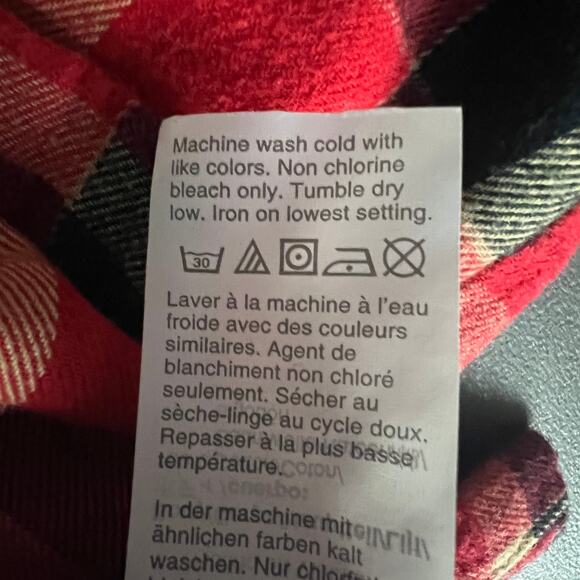 Machine wash cold with
like colors. Non chlorine
bleach only. Tumble dry
low. Iron on lowest setting.
30
Laver à la machine à l'eau
froide avec des couleurs
similaires. Agent de
blanchiment non chloré
seulement. Sécher au
sèche-linge au cycle doux.
Repasser à la plus basse
température.
In der maschine mit
ähnlichen farben kalt
waschen. Nur